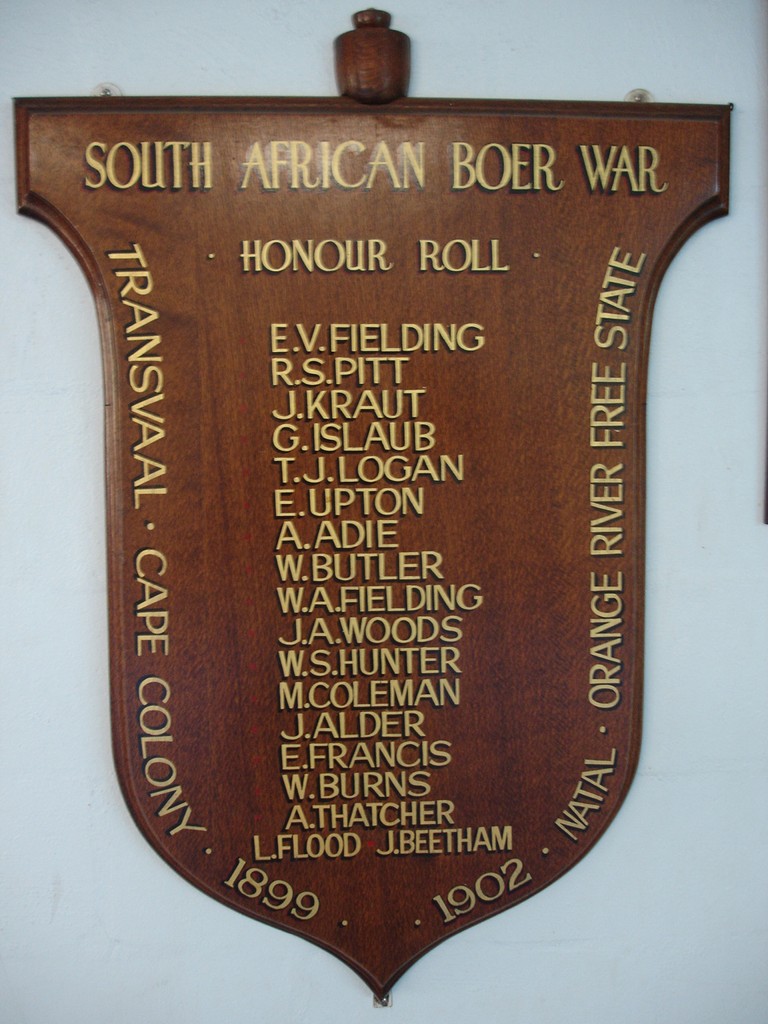 SOUTH AFRICAN BOER WAR
· HONOUR ROLL ·
E.V.FIELDING
R.S.PITT
J.KRAUT
G.ISLAUB
T.J.LOGAN
E.UPTON
A.ADIE
W.BUTLER
W.A.FIELDING
J.A.WOODS
W.S.HUNTER
M.COLEMAN
J.ALDER
E.FRANCIS
W.BURNS
A.THATCHER
L.FLOOD J.BEETHAM
TRANSVAAL · CAPE COLONY ·
1899 · · 1902
· NATAL · ORANGE RIVER FREE STATE